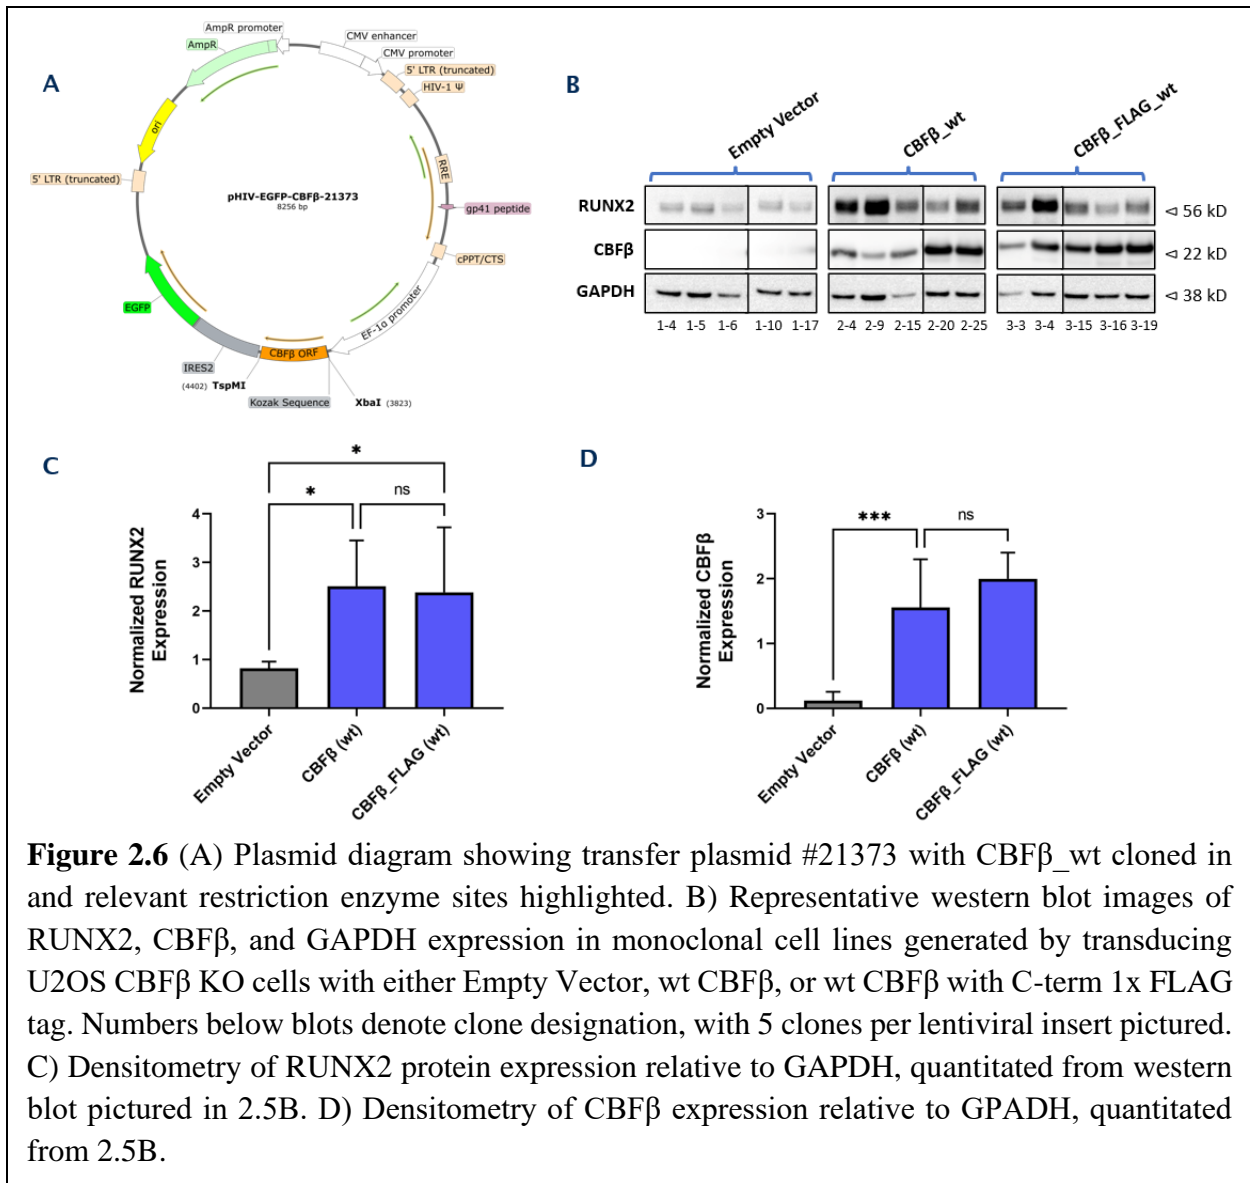 A
AmpR promoter
AmpR
CMV enhancer
CMV promoter
5' LTR (truncated)
HIV-1 Ψ
ori
RRE
5' LTR (truncated)
pHIV-EGFP-CBFβ-21373
8256 bp
gp41 peptide
cPPT/CTS
EGFP
EF-1α promoter
CBFβ ORF
IRES2
(4402) TspMI
Kozak Sequence
XbaI (3823)
B
Empty Vector
CBFβ_wt
CBFβ_FLAG_wt
RUNX2
56 kD
CBFβ
22 kD
GAPDH
38 kD
1-4 1-5 1-6 1-10 1-17 2-4 2-9 2-15 2-20 2-25 3-3 3-4 3-15 3-16 3-19
C
*
* ns
Normalized RUNX2
Expression
4
3
2
1
0
Empty Vector
CBFβ (wt)
CBFβ_FLAG (wt)
D
*** ns
Normalized CBFβ
Expression
3
2
1
0
Empty Vector
CBFβ (wt)
CBFβ_FLAG (wt)
Figure 2.6 (A) Plasmid diagram showing transfer plasmid #21373 with CBFβ_wt cloned in
and relevant restriction enzyme sites highlighted. B) Representative western blot images of
RUNX2, CBFβ, and GAPDH expression in monoclonal cell lines generated by transducing
U2OS CBFβ KO cells with either Empty Vector, wt CBFβ, or wt CBFβ with C-term 1x FLAG
tag. Numbers below blots denote clone designation, with 5 clones per lentiviral insert pictured.
C) Densitometry of RUNX2 protein expression relative to GAPDH, quantitated from western
blot pictured in 2.5B. D) Densitometry of CBFβ expression relative to GPADH, quantitated
from 2.5B.